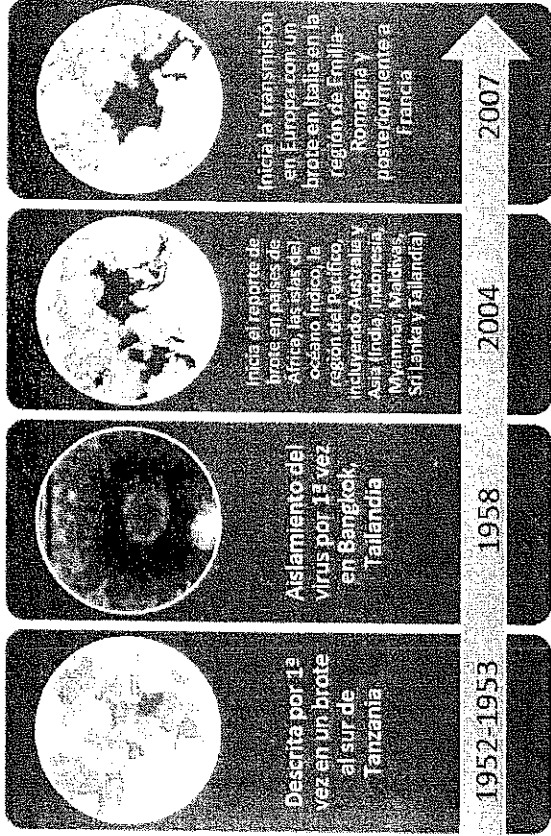 Descrita por 1ª
vez en un brote
al sur de
Tanzania
1952-1953
Aislamiento del
virus por 1ª vez
en Bangkok,
Tailandia
1958
Inicia el reporte de
brote en países de
África, las islas del
océano Índico, la
región del Pacífico,
incluyendo Australia y
Asia (India, Indonesia,
Myanmar, Maldivas,
Sri Lanka y Tailandia)
2004
Inicia la transmisión
en Europa con un
brote en Italia en la
región de Emilia-
Romagna y
posteriormente a
Francia
2007